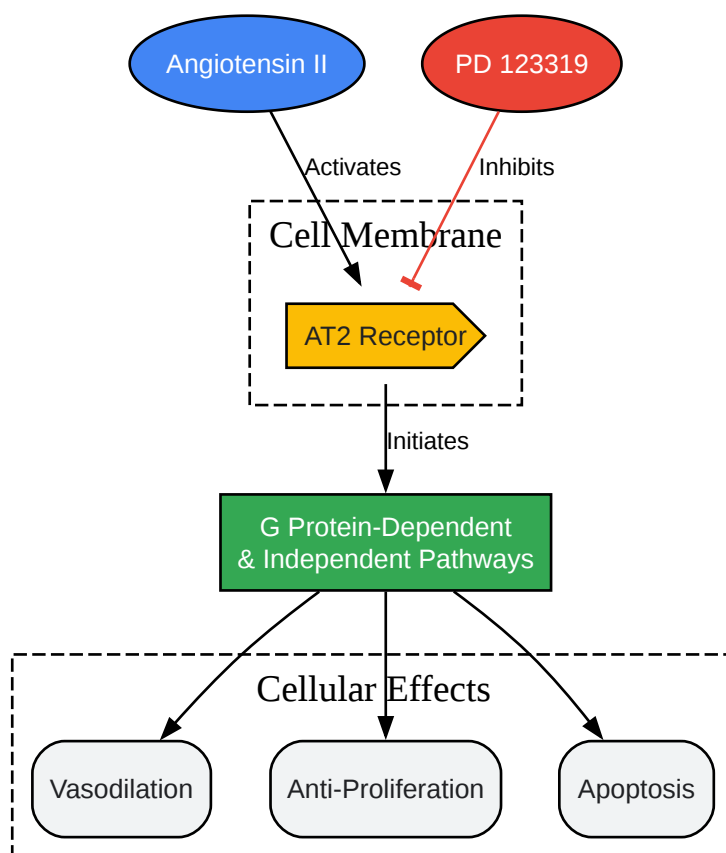 Angiotensin II
PD 123319
Activates
Inhibits
Cell Membrane
AT2 Receptor
Initiates
G Protein-Dependent
& Independent Pathways
Cellular Effects
Vasodilation
Anti-Proliferation
Apoptosis